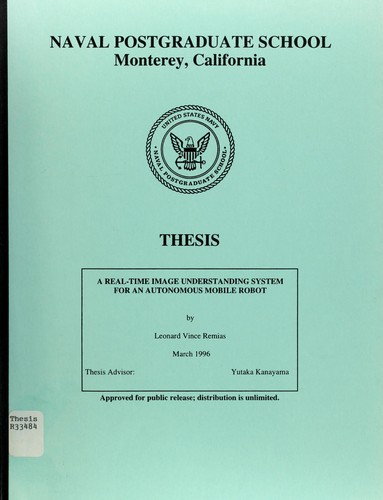 NAVAL POSTGRADUATE SCHOOL
Monterey, California
UNITED STATES NAVY
NAVAL POSTGRADUATE SCHOOL
THESIS
A REAL-TIME IMAGE UNDERSTANDING SYSTEM
FOR AN AUTONOMOUS MOBILE ROBOT
by
Leonard Vince Remias
March 1996
Thesis Advisor: Yutaka Kanayama
Approved for public release; distribution is unlimited.
Thesis
R33484